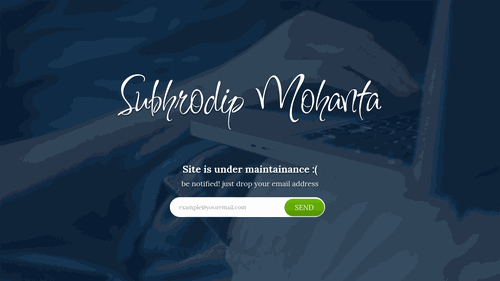 Subhrodip Mohanta
Site is under maintainance :(
be notified! just drop your email address
example@youremail.com
SEND